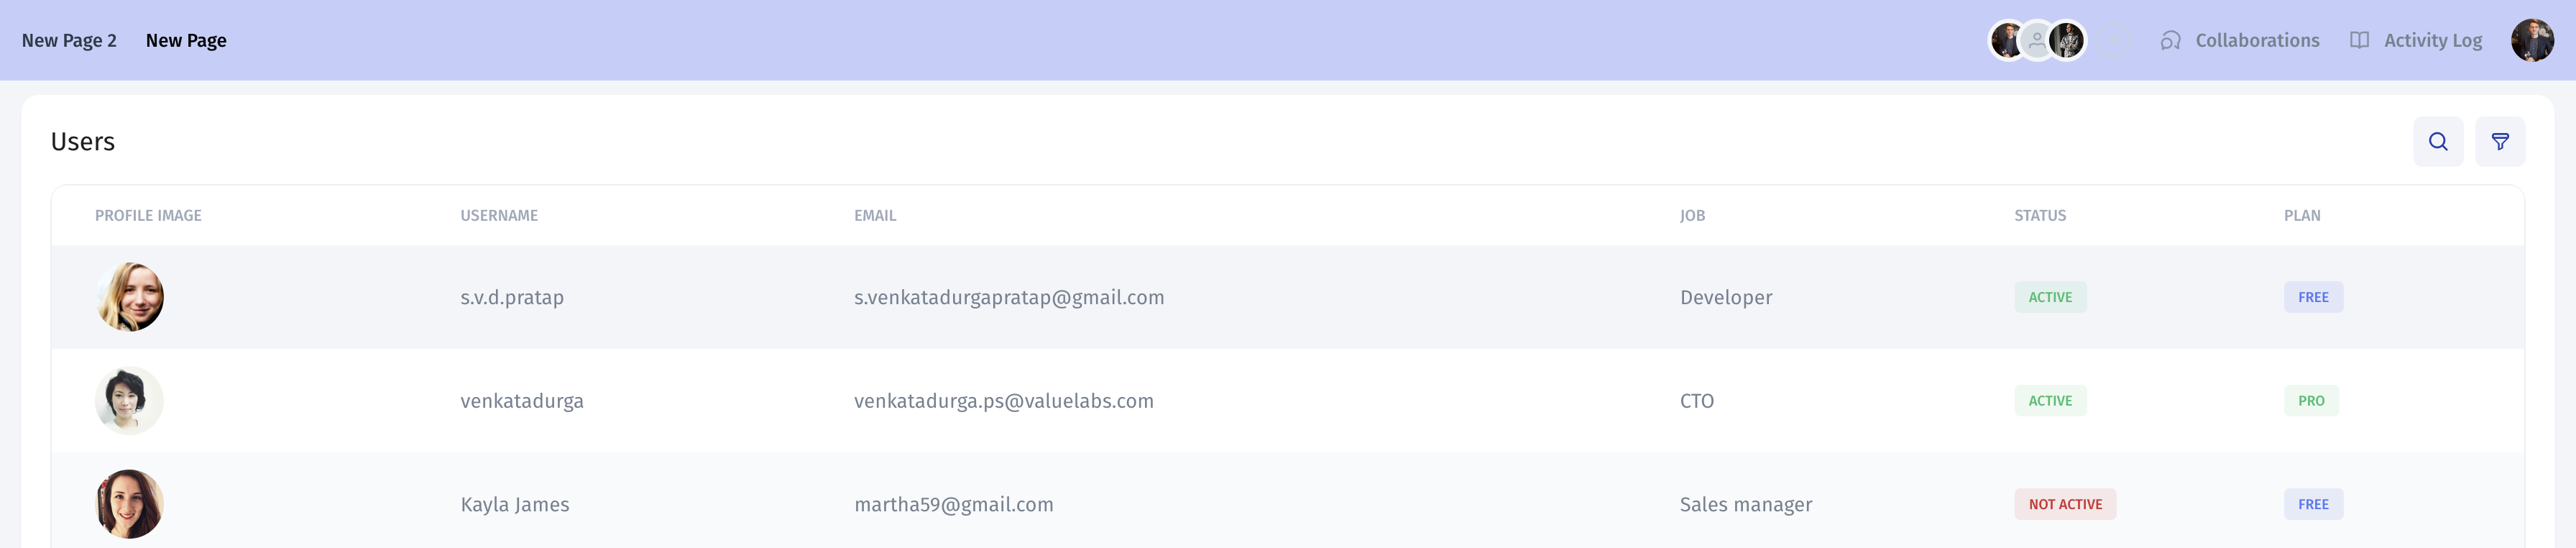 New Page 2 New Page Collaborations Activity Log
Users
PROFILE IMAGE USERNAME EMAIL JOB STATUS PLAN
s.v.d.pratap s.venkatadurgapratap@gmail.com Developer ACTIVE FREE
venkatadurga venkatadurga.ps@valuelabs.com CTO ACTIVE PRO
Kayla James martha59@gmail.com Sales manager NOT ACTIVE FREE